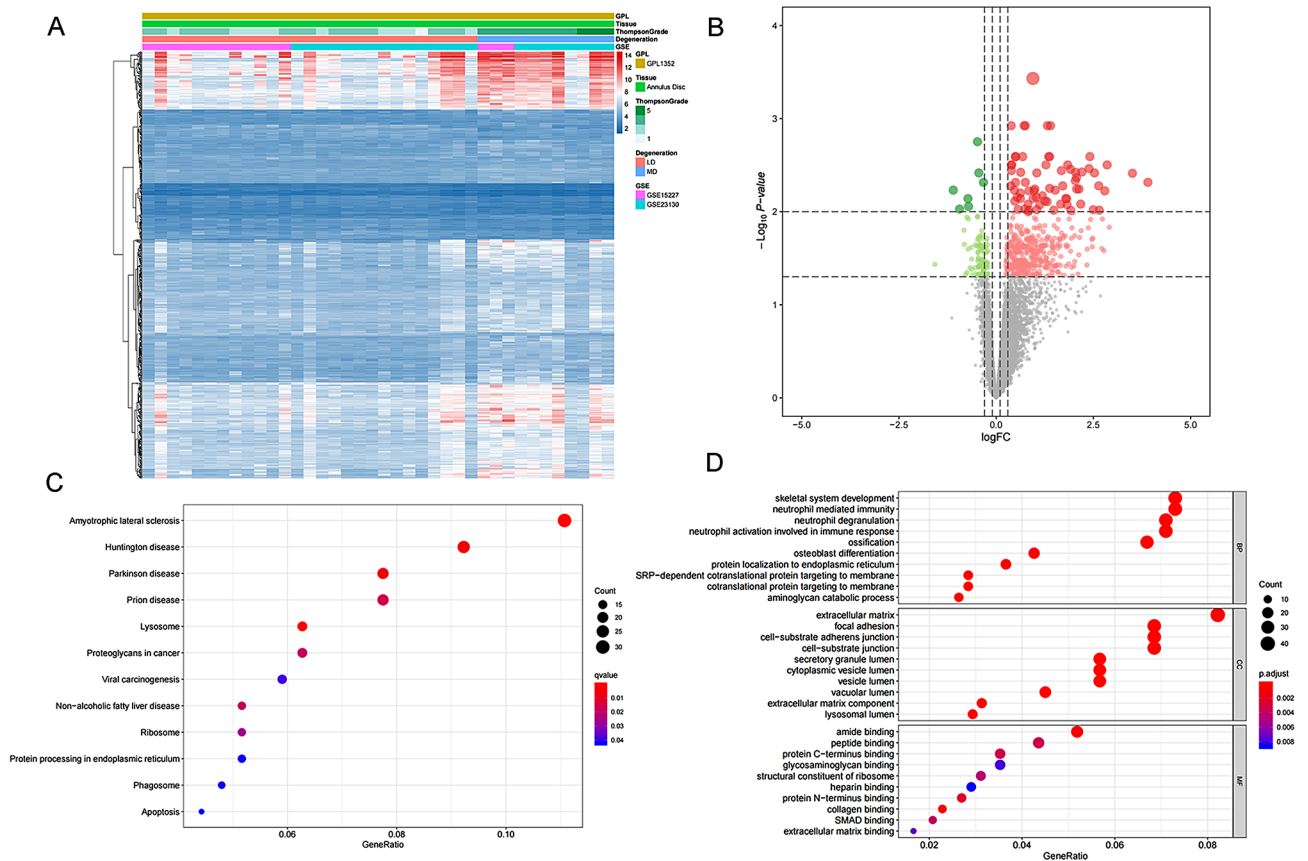 A
GPL
Tissue
ThompsonGrade
Degeneration
GSE
14
12
10
8
6
4
2
GPL
GPL1352
Tissue
Annulus Disc
ThompsonGrade
5
1
Degeneration
LD
MD
GSE
GSE15227
GSE23130
B
4
3
2
1
0
−Log10 P-value
−5.0
−2.5
0.0
2.5
5.0
logFC
C
Amyotrophic lateral sclerosis
Huntington disease
Parkinson disease
Prion disease
Lysosome
Proteoglycans in cancer
Viral carcinogenesis
Non-alcoholic fatty liver disease
Ribosome
Protein processing in endoplasmic reticulum
Phagosome
Apoptosis
0.06
0.08
0.10
GeneRatio
Count
15
20
25
30
qvalue
0.01
0.02
0.03
0.04
D
skeletal system development
neutrophil mediated immunity
neutrophil degranulation
neutrophil activation involved in immune response
ossification
osteoblast differentiation
protein localization to endoplasmic reticulum
SRP-dependent cotranslational protein targeting to membrane
cotranslational protein targeting to membrane
aminoglycan catabolic process
BP
extracellular matrix
focal adhesion
cell-substrate adherens junction
cell-substrate junction
secretory granule lumen
cytoplasmic vesicle lumen
vesicle lumen
vacuolar lumen
extracellular matrix component
lysosomal lumen
CC
amide binding
peptide binding
protein C-terminus binding
glycosaminoglycan binding
structural constituent of ribosome
heparin binding
protein N-terminus binding
collagen binding
SMAD binding
extracellular matrix binding
MF
0.02
0.04
0.06
0.08
GeneRatio
Count
10
20
30
40
p.adjust
0.002
0.004
0.006
0.008